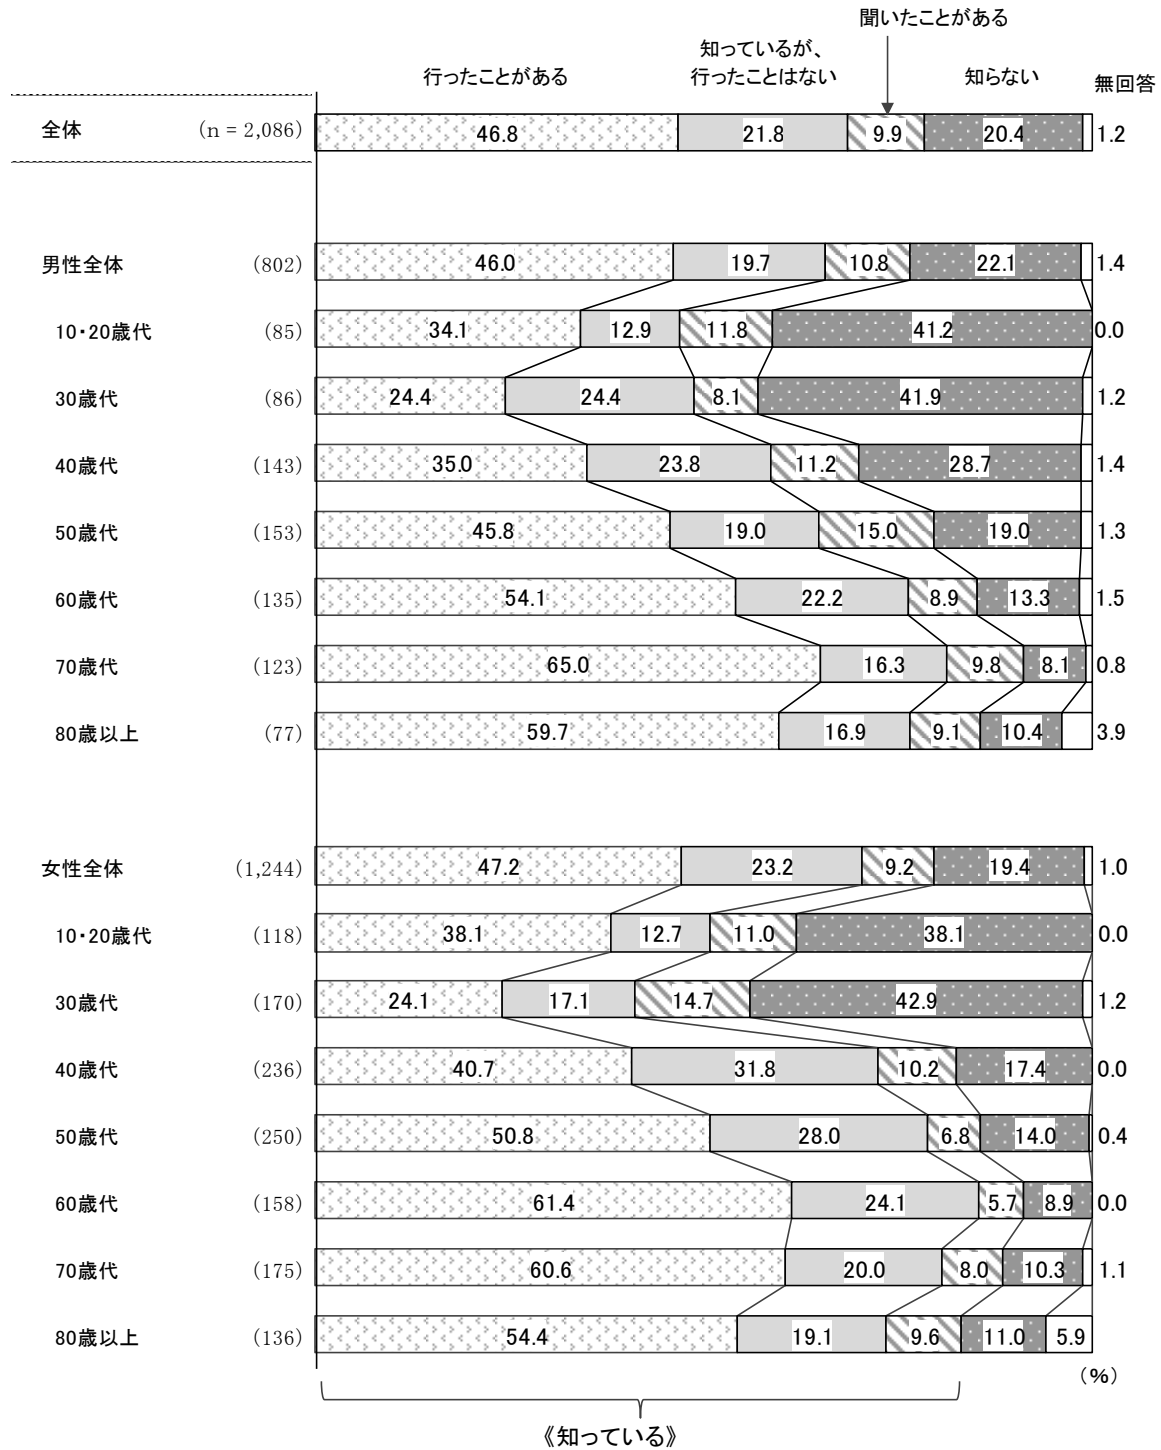 聞いたことがある
知っているが、
行ったことがある 行ったことはない 知らない 無回答
全体 (n = 2,086) 46.8 21.8 9.9 20.4 1.2
男性全体 (802) 46.0 19.7 10.8 22.1 1.4
10・20歳代 (85) 34.1 12.9 11.8 41.2 0.0
30歳代 (86) 24.4 24.4 8.1 41.9 1.2
40歳代 (143) 35.0 23.8 11.2 28.7 1.4
50歳代 (153) 45.8 19.0 15.0 19.0 1.3
60歳代 (135) 54.1 22.2 8.9 13.3 1.5
70歳代 (123) 65.0 16.3 9.8 8.1 0.8
80歳以上 (77) 59.7 16.9 9.1 10.4 3.9
女性全体 (1,244) 47.2 23.2 9.2 19.4 1.0
10・20歳代 (118) 38.1 12.7 11.0 38.1 0.0
30歳代 (170) 24.1 17.1 14.7 42.9 1.2
40歳代 (236) 40.7 31.8 10.2 17.4 0.0
50歳代 (250) 50.8 28.0 6.8 14.0 0.4
60歳代 (158) 61.4 24.1 5.7 8.9 0.0
70歳代 (175) 60.6 20.0 8.0 10.3 1.1
80歳以上 (136) 54.4 19.1 9.6 11.0 5.9
(%)
《知っている》